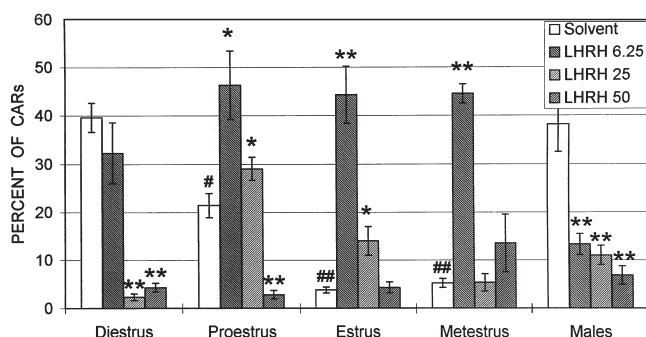 60
50
40
30
20
10
0
PERCENT OF CARs
Solvent
LHRH 6.25
LHRH 25
LHRH 50
* ** **
* #
** ** ** ## * ## ** ** **
Diestrus Proestrus Estrus Metestrus Males